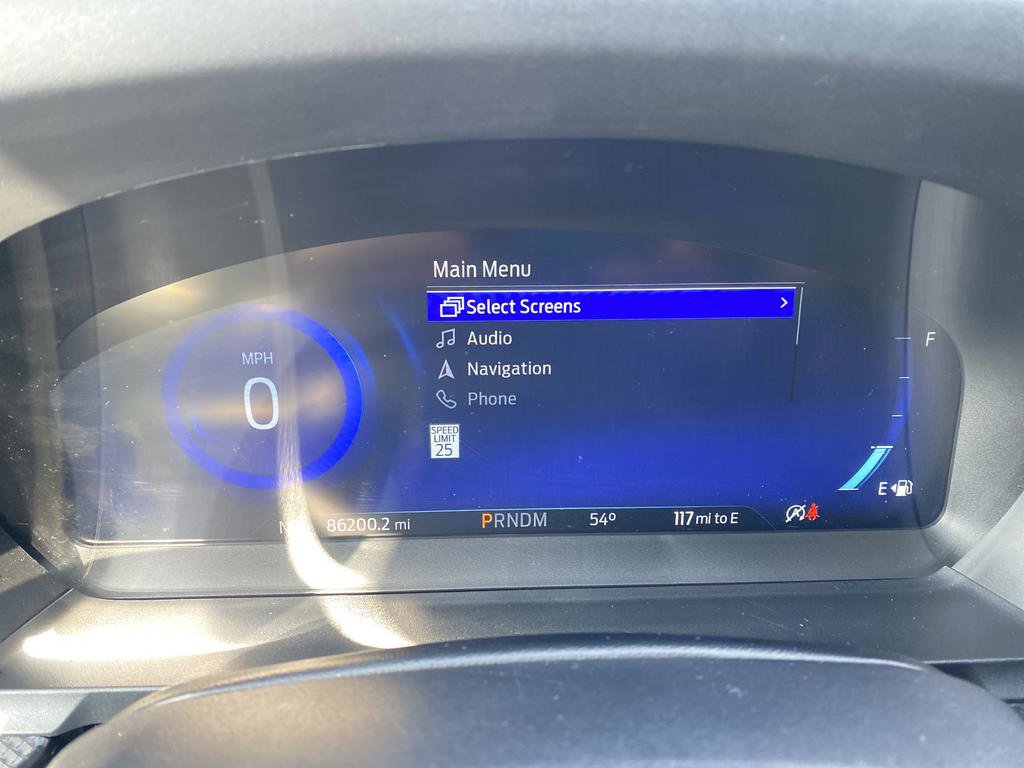 Main Menu
Select Screens
Audio
Navigation
Phone
MPH
0
SPEED
LIMIT
25
F
E
N
86200.2 mi
PRNDM
54º
117 mi to E